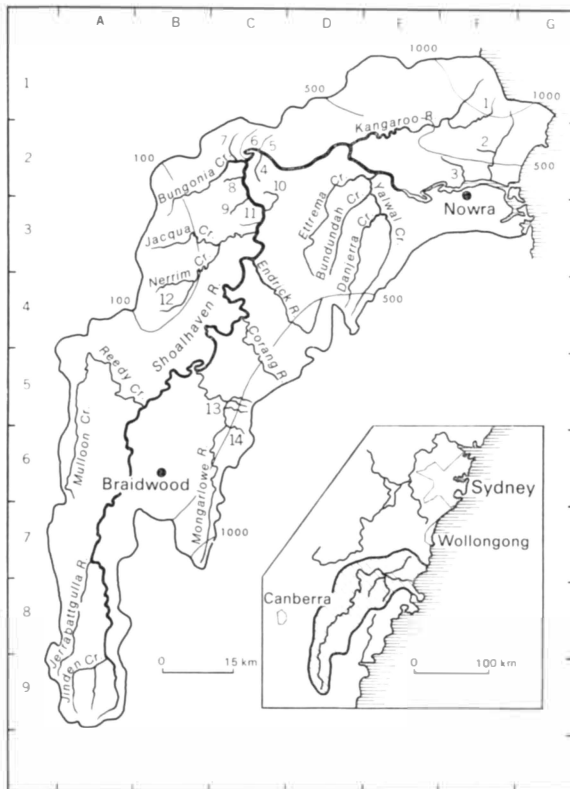 A B C D E F G
1
2
3
4
5
6
7
8
9
1000
500
1000
500
100
100
500
1000
Kangaroo R.
1
2
3
7 6 5
4
8
10
9
11
Bungonia Cr.
Jacqua Cr.
Nerrim Cr.
12
Ettrema Cr.
Bundundah Cr.
Danjerra Cr.
Yalwal Cr.
Nowra
Endrick R.
Shoalhaven R.
Corang R.
Reedy Cr.
Mulloon Cr.
13
14
Braidwood
Mongarlowe R.
Jerrabattgulla R.
Jinden Cr.
0 15 km
Sydney
Wollongong
Canberra
0 100 km